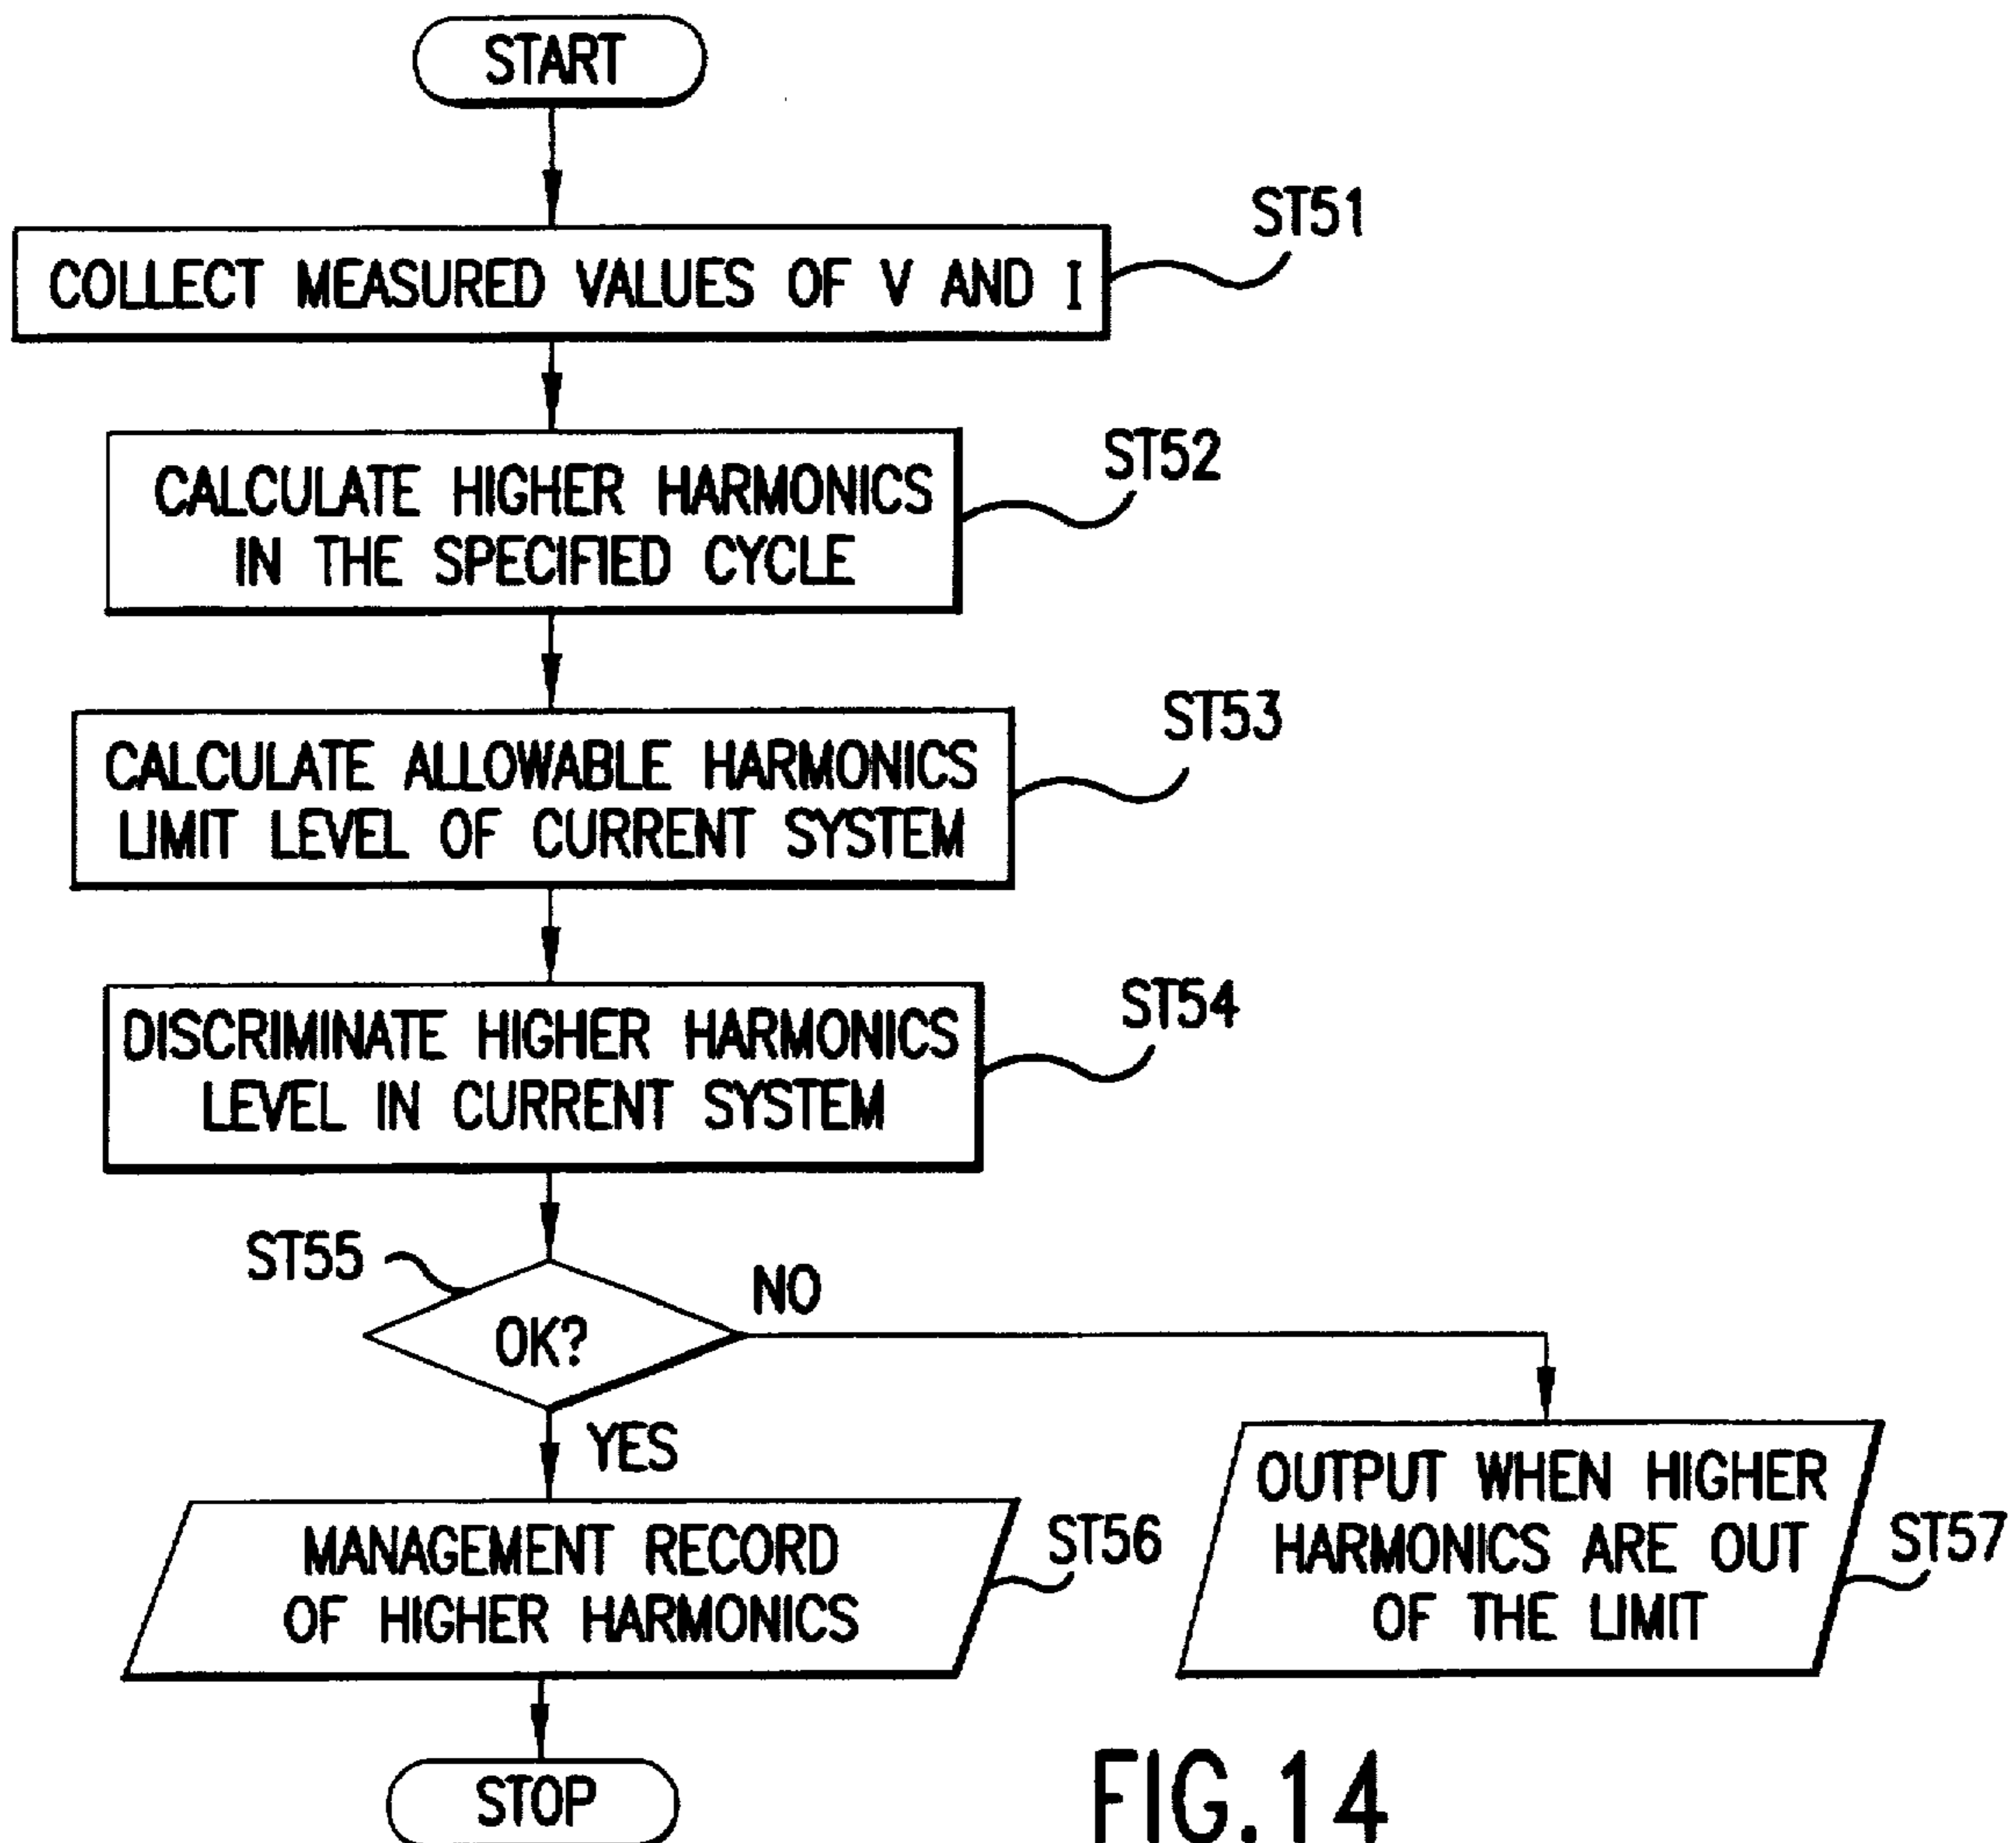 START
ST51
COLLECT MEASURED VALUES OF V AND I
ST52
CALCULATE HIGHER HARMONICS
IN THE SPECIFIED CYCLE
ST53
CALCULATE ALLOWABLE HARMONICS
LIMIT LEVEL OF CURRENT SYSTEM
ST54
DISCRIMINATE HIGHER HARMONICS
LEVEL IN CURRENT SYSTEM
ST55
OK?
NO
YES
MANAGEMENT RECORD
OF HIGHER HARMONICS
ST56
OUTPUT WHEN HIGHER
HARMONICS ARE OUT
OF THE LIMIT
ST57
STOP
FIG.14